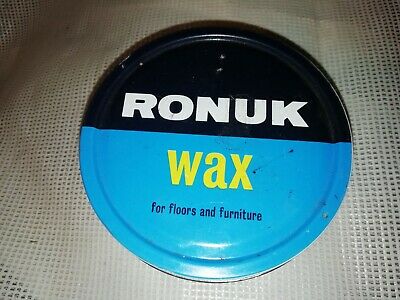 RONUK
wax
for floors and furniture